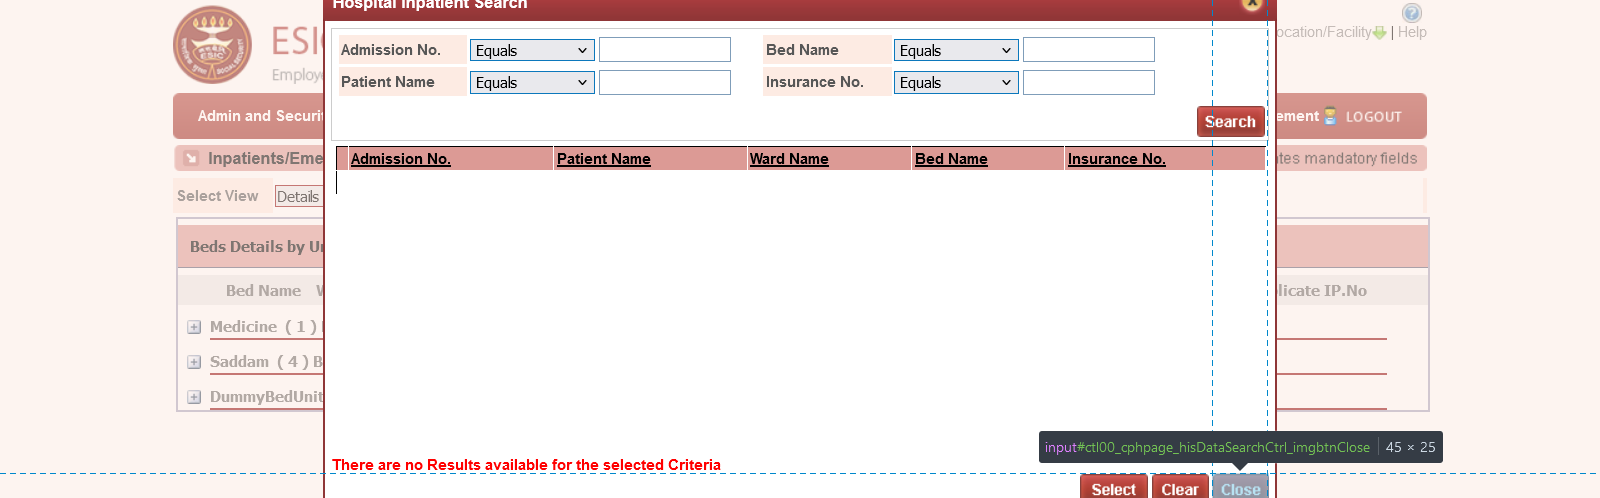 Hospital Inpatient Search
X
ESIC
Employe
ocation/Facility | Help
Admission No. Equals Bed Name Equals
Patient Name Equals Insurance No. Equals
Search
Admin and Securit
ement LOGOUT
Inpatients/Eme
tes mandatory fields
Admission No. Patient Name Ward Name Bed Name Insurance No.
Select View Details
Beds Details by Un
Bed Name W
licate IP.No
Medicine ( 1 )
Saddam ( 4 ) B
DummyBedUnit
input#ctl00_cphpage_hisDataSearchCtrl_imgbtnClose 45 × 25
There are no Results available for the selected Criteria
Select Clear Close